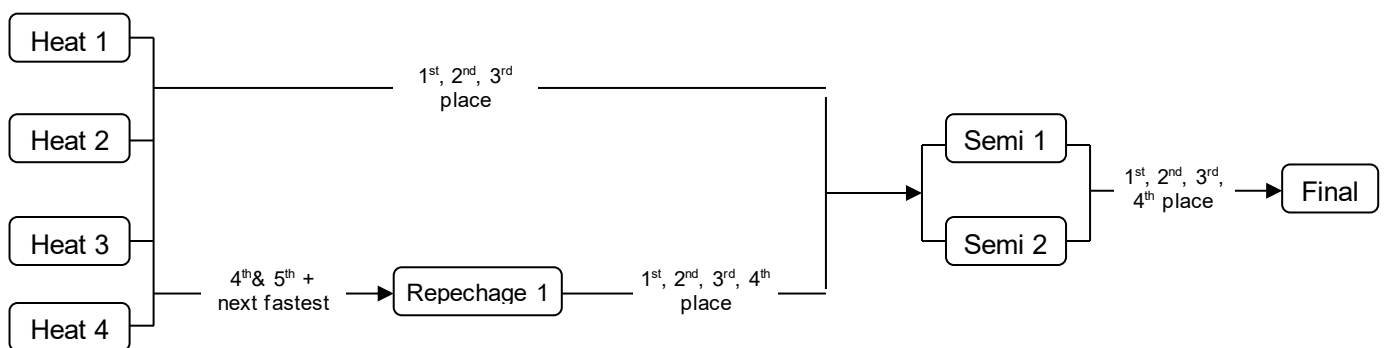 Heat 1
Heat 2
Heat 3
Heat 4
1st, 2nd, 3rd
place
4th& 5th +
next fastest
Repechage 1
1st, 2nd, 3rd, 4th
place
Semi 1
Semi 2
1st, 2nd, 3rd,
4th place
Final